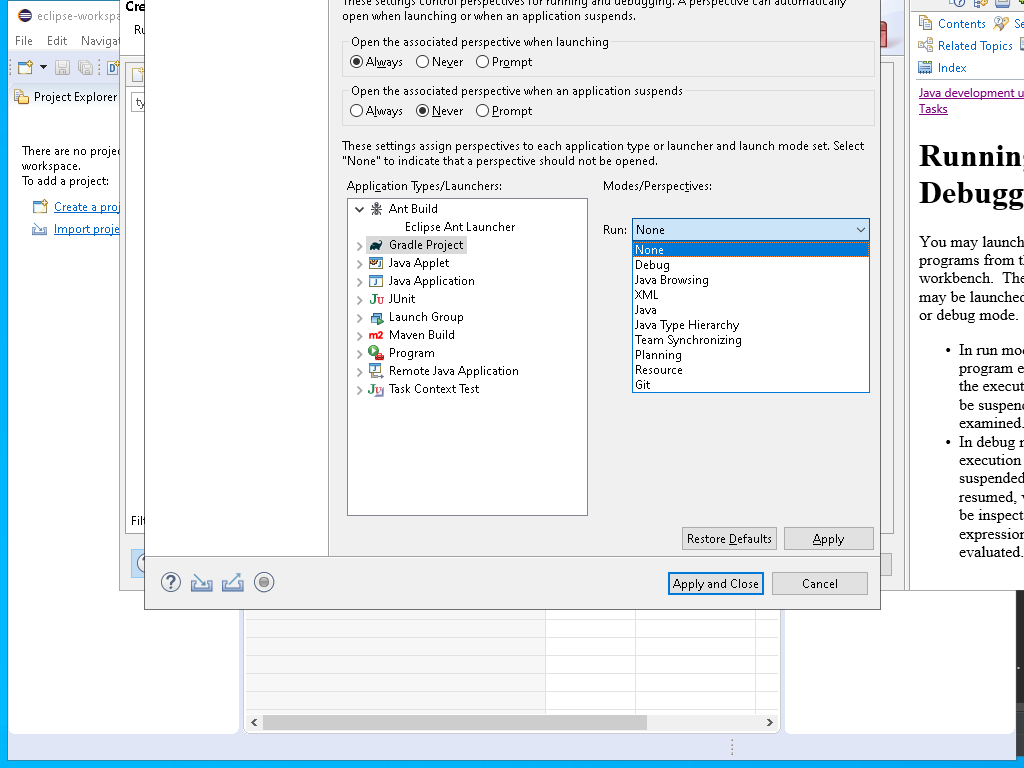 eclipse-workspa
Cre
File Edit Navigat
Ru
Project Explorer
ty
There are no proje
workspace.
To add a project:
Create a proj
Import proje
Filt
These settings control perspectives for running and debugging. A perspective can automatically
open when launching or when an application suspends.
Open the associated perspective when launching
Always Never Prompt
Open the associated perspective when an application suspends
Always Never Prompt
These settings assign perspectives to each application type or launcher and launch mode set. Select
"None" to indicate that a perspective should not be opened.
Application Types/Launchers:
Modes/Perspectives:
Ant Build
Eclipse Ant Launcher
Gradle Project
Java Applet
Java Application
JUnit
Launch Group
Maven Build
Program
Remote Java Application
Task Context Test
Run: None
None
Debug
Java Browsing
XML
Java
Java Type Hierarchy
Team Synchronizing
Planning
Resource
Git
Restore Defaults Apply
Apply and Close Cancel
Contents Se
Related Topics
Index
Java development u
Tasks
Running
Debugg
You may launch
programs from th
workbench. The
may be launched
or debug mode.
• In run mod
program e
the execut
be suspend
examined.
• In debug m
execution
suspended
resumed, v
be inspect
expression
evaluated.